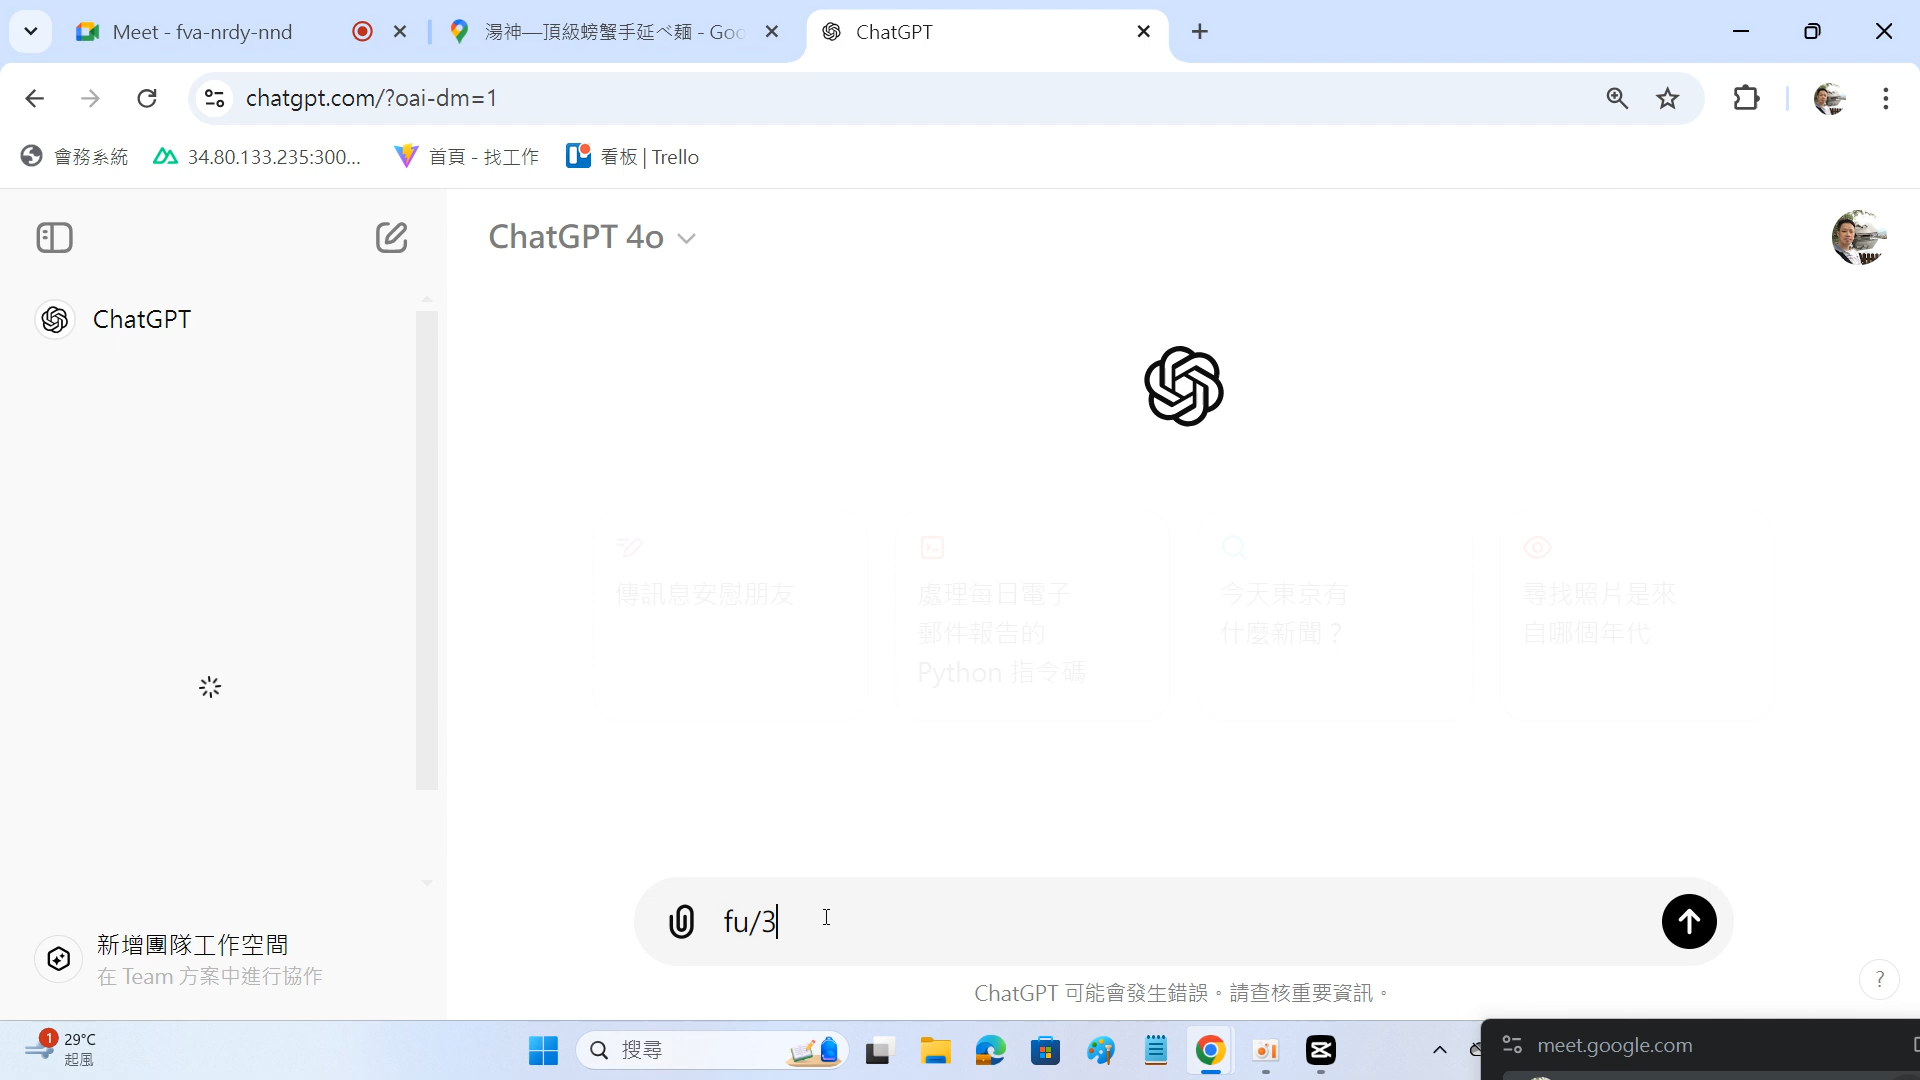 Meet - fva-nrdy-nnd
湯神—頂級螃蟹手延べ麺 - Goo
ChatGPT
chatgpt.com/?oai-dm=1
會務系統
34.80.133.235:300...
首頁 - 找工作
看板 | Trello
ChatGPT 4o
ChatGPT
傳訊息安慰朋友
處理每日電子
郵件報告的
Python 指令碼
今天東京有
什麼新聞？
尋找照片是來
自哪個年代
fu/3
ChatGPT 可能會發生錯誤。請查核重要資訊。
?
新增團隊工作空間
在 Team 方案中進行協作
1
29°C
起風
搜尋
meet.google.com